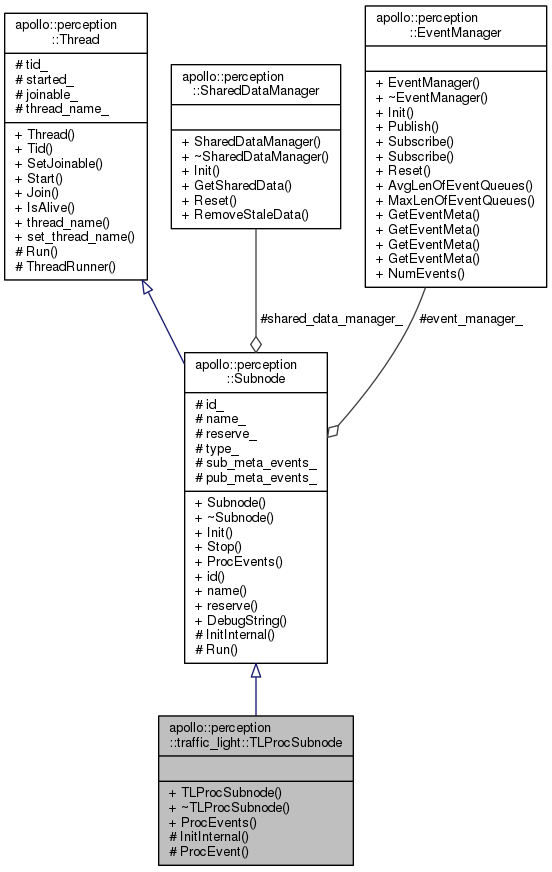 apollo::perception
::Thread
# tid_
# started_
# joinable_
# thread_name_
+ Thread()
+ Tid()
+ SetJoinable()
+ Start()
+ Join()
+ IsAlive()
+ thread_name()
+ set_thread_name()
# Run()
# ThreadRunner()
apollo::perception
::SharedDataManager
+ SharedDataManager()
+ ~SharedDataManager()
+ Init()
+ GetSharedData()
+ Reset()
+ RemoveStaleData()
apollo::perception
::EventManager
+ EventManager()
+ ~EventManager()
+ Init()
+ Publish()
+ Subscribe()
+ Subscribe()
+ Reset()
+ AvgLenOfEventQueues()
+ MaxLenOfEventQueues()
+ GetEventMeta()
+ GetEventMeta()
+ GetEventMeta()
+ GetEventMeta()
+ NumEvents()
#shared_data_manager_
#event_manager_
apollo::perception
::Subnode
# id_
# name_
# reserve_
# type_
# sub_meta_events_
# pub_meta_events_
+ Subnode()
+ ~Subnode()
+ Init()
+ Stop()
+ ProcEvents()
+ id()
+ name()
+ reserve()
+ DebugString()
# InitInternal()
# Run()
apollo::perception
::traffic_light::TLProcSubnode
+ TLProcSubnode()
+ ~TLProcSubnode()
+ ProcEvents()
# InitInternal()
# ProcEvent()